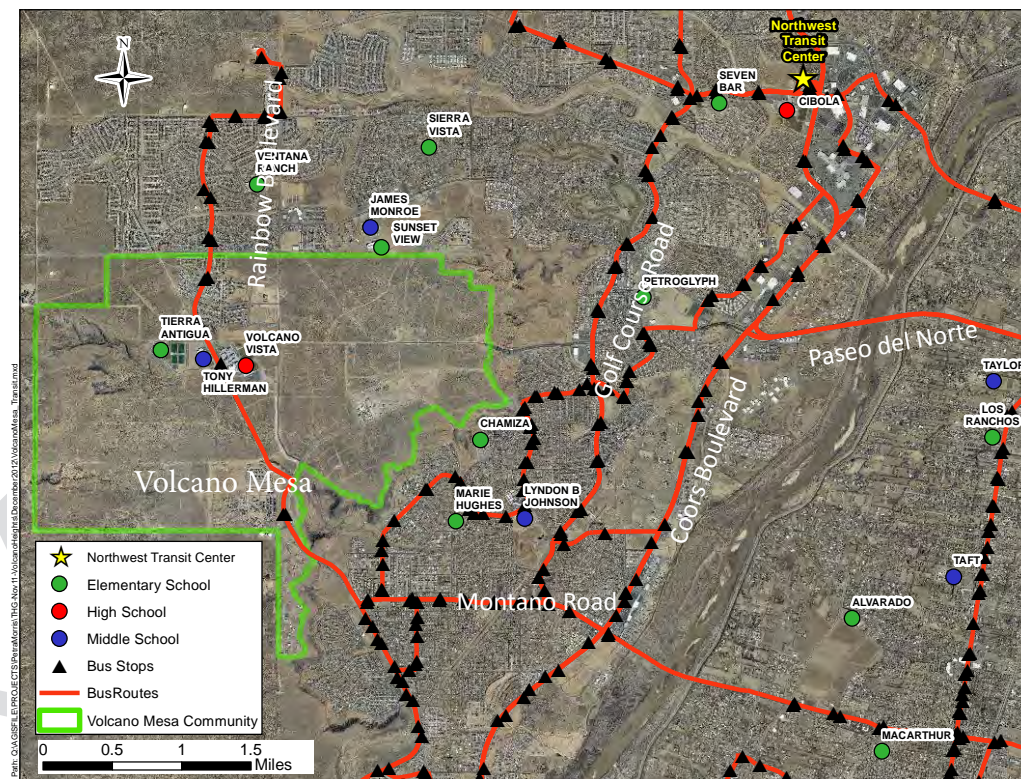 Northwest
Transit
Center
N
SEVEN
BAR
CIBOLA
SIERRA
VISTA
VENTANA
RANCH
Rainbow Boulevard
JAMES
MONROE
SUNSET
VIEW
Golf Course Road
PETROGLYPH
TIERRA
ANTIGUA
VOLCANO
VISTA
TONY
HILLERMAN
Paseo del Norte
TAYLOR
LOS
RANCHOS
Coors Boulevard
CHAMIZA
Volcano Mesa
MARIE
HUGHES
LYNDON B
JOHNSON
TAFT
Montano Road
ALVARADO
MACARTHUR
Northwest Transit Center
Elementary School
High School
Middle School
Bus Stops
BusRoutes
Volcano Mesa Community
0 0.5 1 1.5
Miles